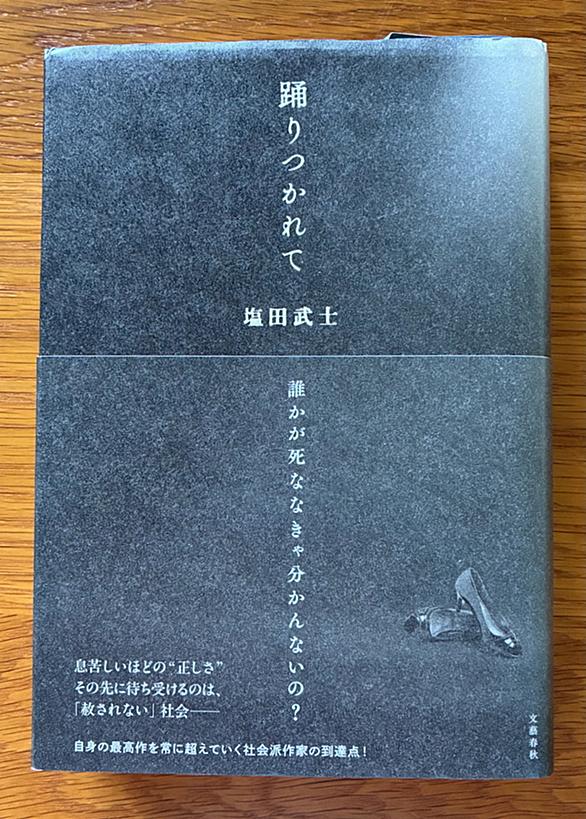 踊りつかれて
塩田武士
誰かが死ななきゃ分かんないの？
息苦しいほどの“正しさ”
その先に待ち受けるのは、
「赦されない」社会──
自身の最高作を常に超えていく社会派作家の到達点！
文藝春秋